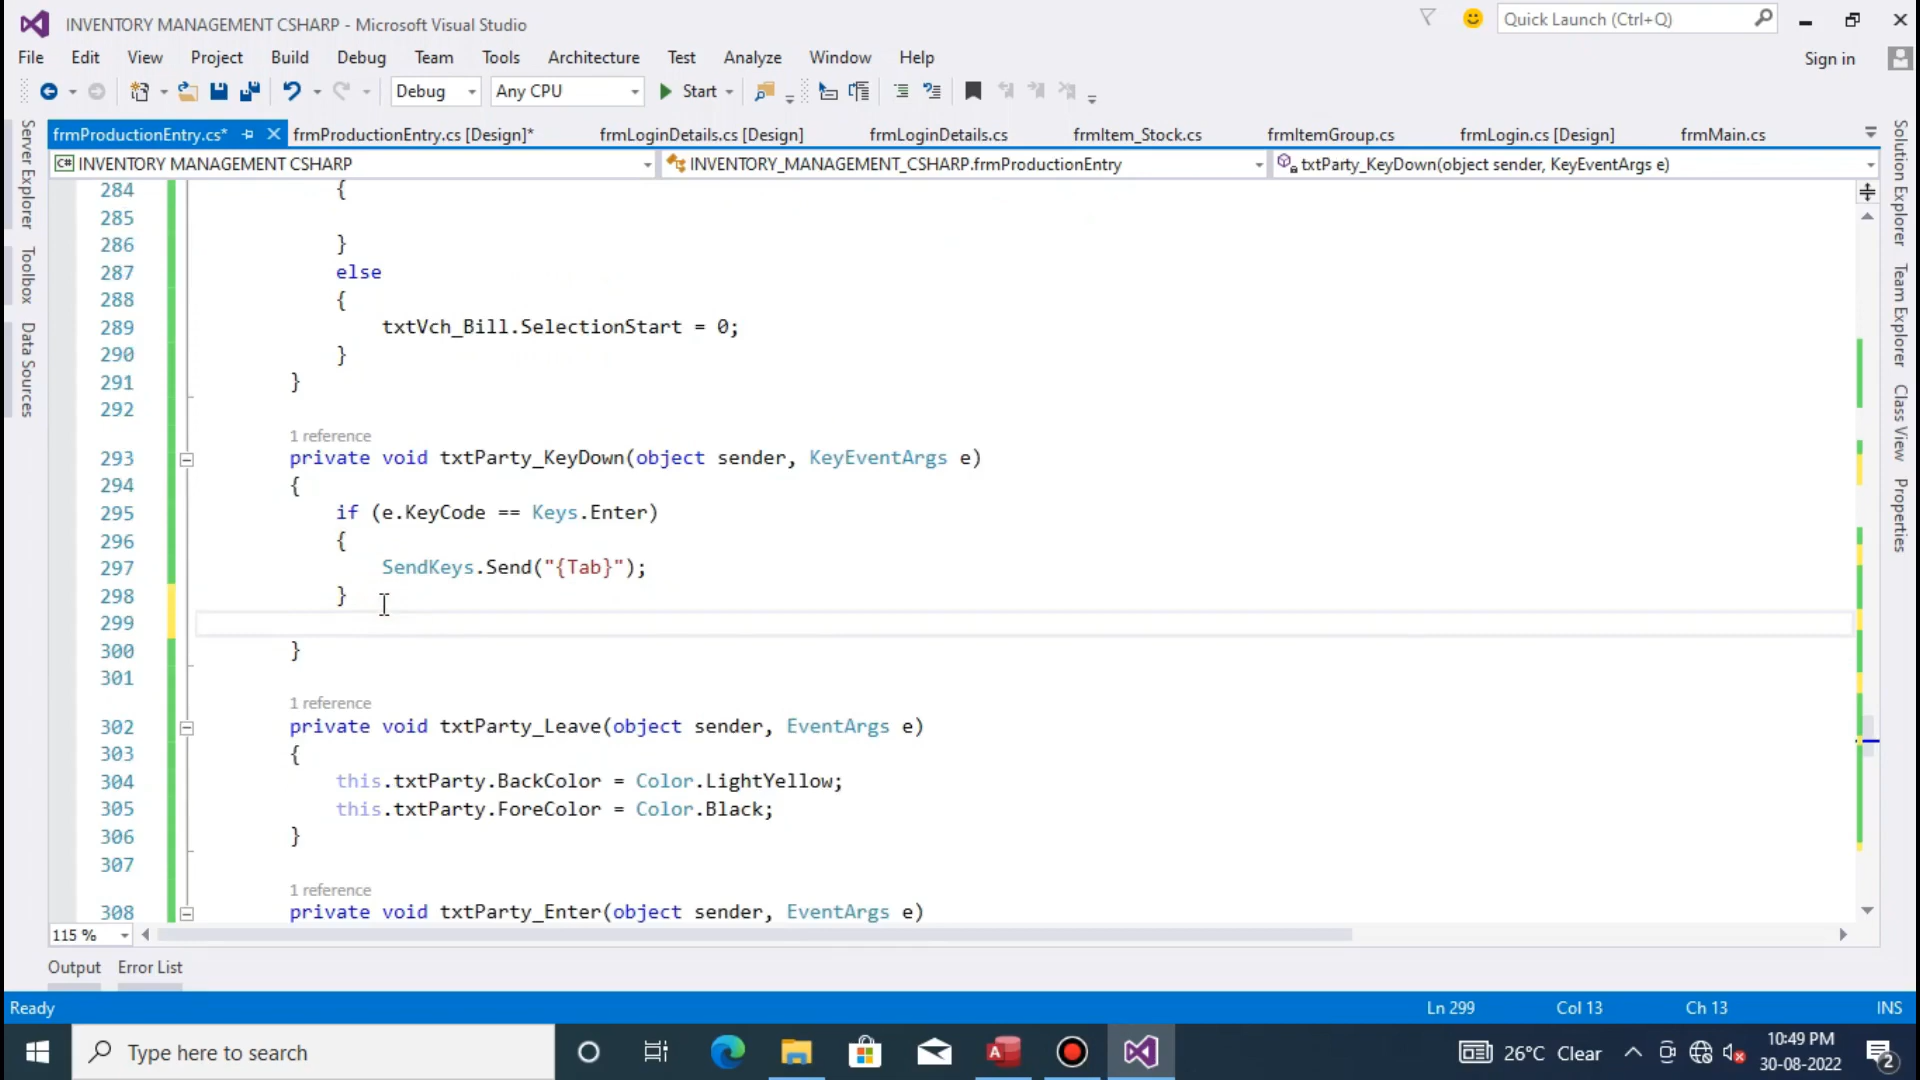 INVENTORY MANAGEMENT CSHARP - Microsoft Visual Studio
Quick Launch (Ctrl+Q)
File Edit View Project Build Debug Team Tools Architecture Test Analyze Window Help
Sign in
Debug Any CPU Start
frmProductionEntry.cs* frmProductionEntry.cs [Design]* frmLoginDetails.cs [Design] frmLoginDetails.cs frmItem_Stock.cs frmItemGroup.cs frmLogin.cs [Design] frmMain.cs
C# INVENTORY MANAGEMENT CSHARP INVENTORY_MANAGEMENT_CSHARP.frmProductionEntry txtParty_KeyDown(object sender, KeyEventArgs e)
Server Explorer
Toolbox
Data Sources
284 {
285
286 }
287 else
288 {
289 txtVch_Bill.SelectionStart = 0;
290 }
291 }
292
1 reference
293 private void txtParty_KeyDown(object sender, KeyEventArgs e)
294 {
295 if (e.KeyCode == Keys.Enter)
296 {
297 SendKeys.Send("{Tab}");
298 }
299
300 }
301
1 reference
302 private void txtParty_Leave(object sender, EventArgs e)
303 {
304 this.txtParty.BackColor = Color.LightYellow;
305 this.txtParty.ForeColor = Color.Black;
306 }
307
1 reference
308 private void txtParty_Enter(object sender, EventArgs e)
Solution Explorer
Team Explorer
Class View
Properties
115 %
Output Error List
Ready Ln 299 Col 13 Ch 13 INS
Type here to search
A
26°C Clear
10:49 PM
30-08-2022
2